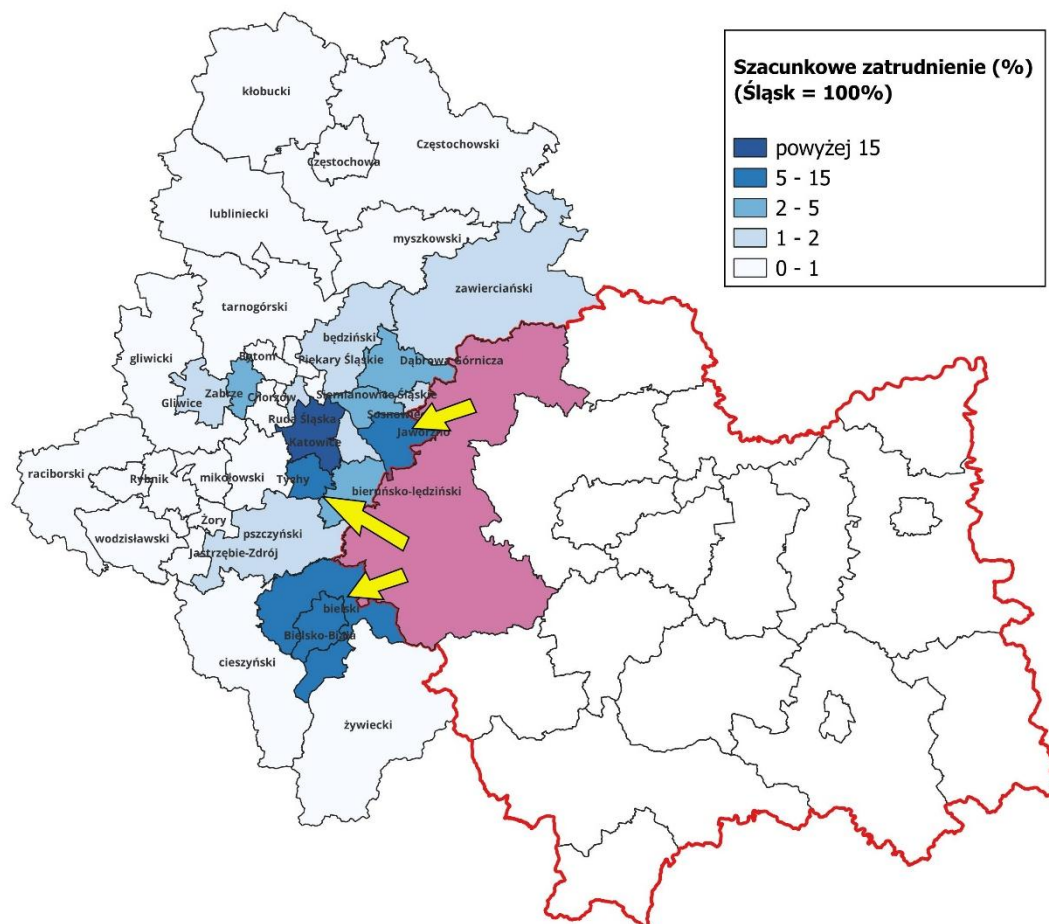 Szacunkowe zatrudnienie (%)
(Śląsk = 100%)
powyżej 15
5 - 15
2 - 5
1 - 2
0 - 1
kłobucki
Częstochowski
Częstochowa
lubliniecki
myszkowski
zawierciański
tarnogórski
będziński
gliwicki
Bytom
Piekary Śląskie
Dąbrowa Górnicza
Zabrze
Gliwice
Chorzów
Siemianowice Śląskie
Ruda Śląska
Sosnowiec
Jaworzno
Katowice
raciborski
Rybnik
mikołowski
Tychy
bieruńsko-lędziński
Żory
pszczyński
wodzisławski
Jastrzębie-Zdrój
bielski
Bielsko-Biała
cieszyński
żywiecki